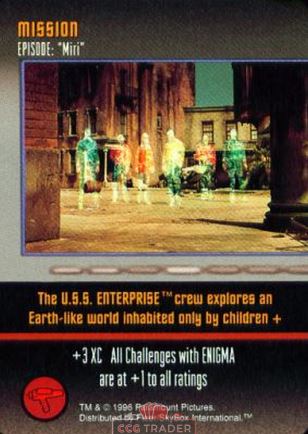 MISSION
EPISODE: "Miri"
The U.S.S. ENTERPRISE™ crew explores an
Earth-like world inhabited only by children +
+3 XC All Challenges with ENIGMA
are at +1 to all ratings
TM & © 1996 Paramount Pictures.
Distributed by Fleer/SkyBox International.™
CCG TRADER